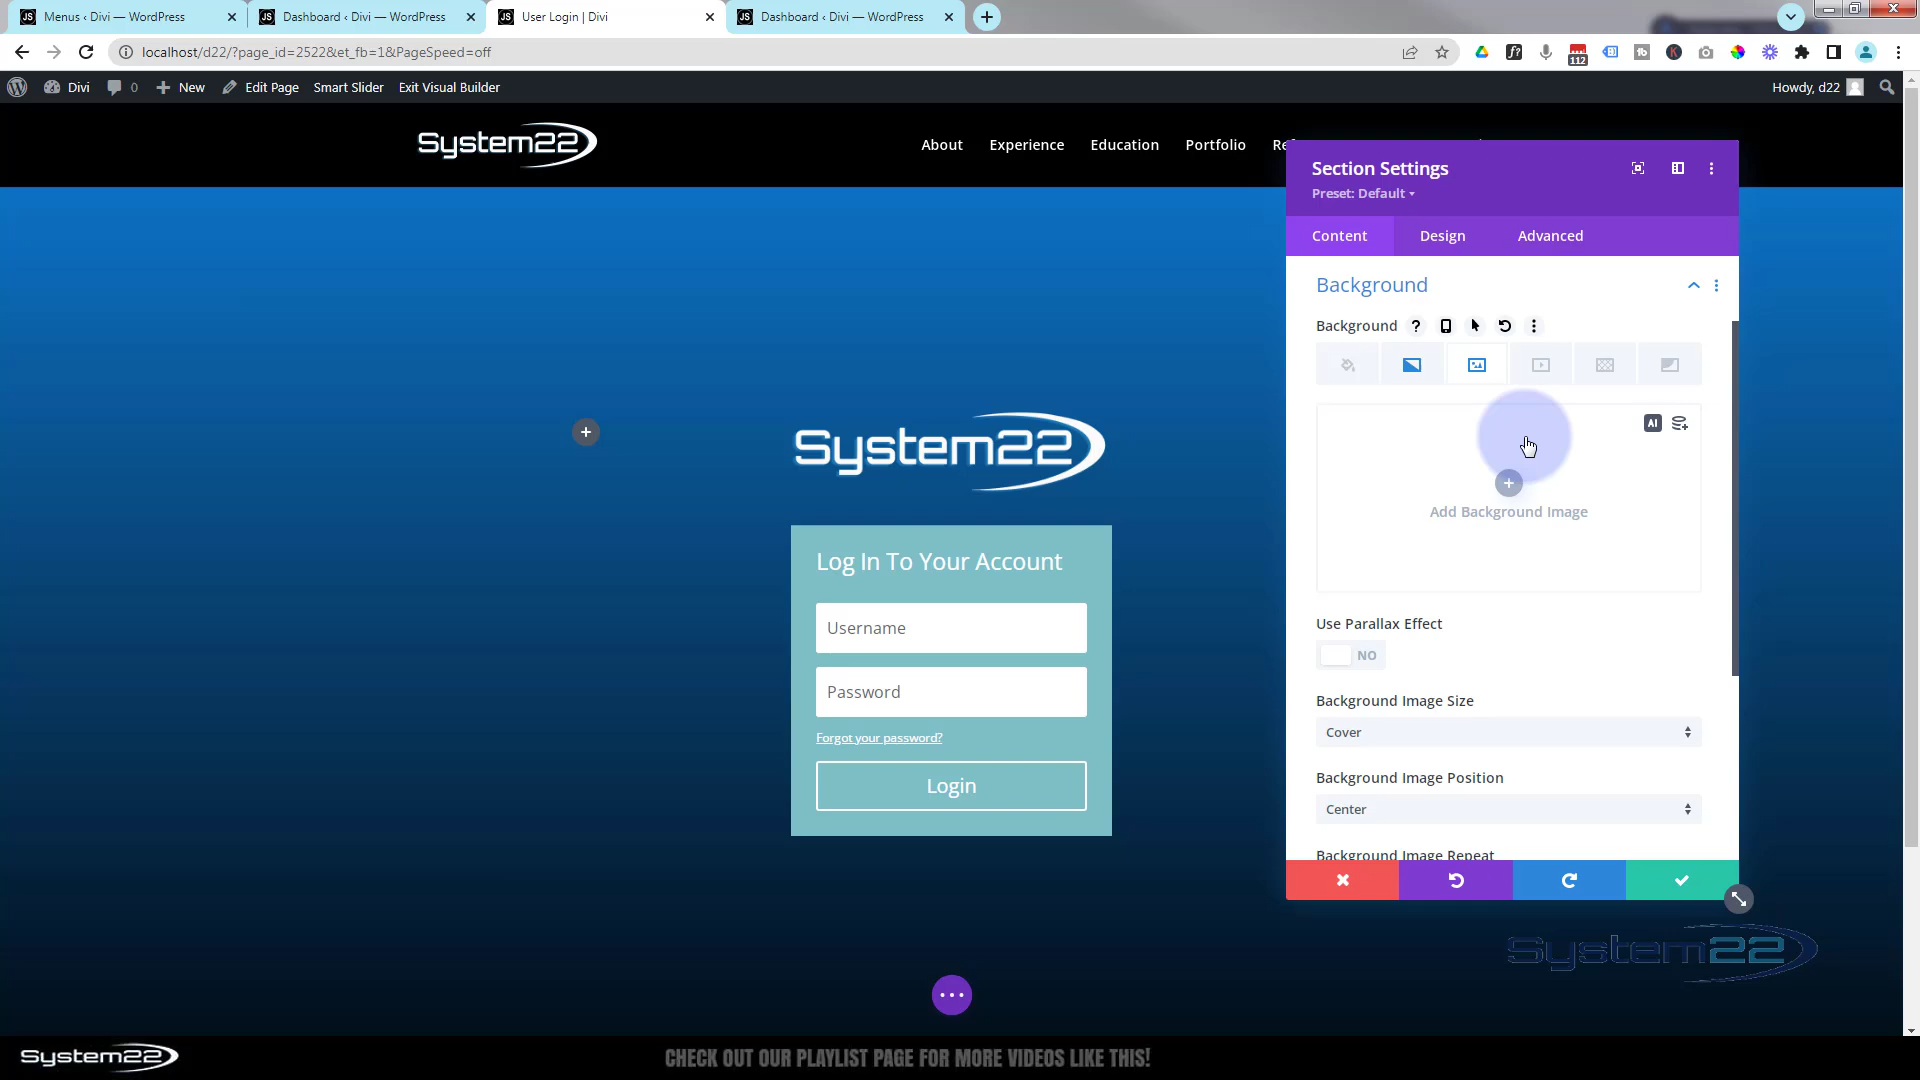 Menus ‹ Divi — WordPress
Dashboard ‹ Divi — WordPress
User Login | Divi
Dashboard ‹ Divi — WordPress
localhost/d22/?page_id=2522&et_fb=1&PageSpeed=off
112
Divi
0
New
Edit Page
Smart Slider
Exit Visual Builder
Howdy, d22
System22
About
Experience
Education
Portfolio
Section Settings
Preset: Default
Content
Design
Advanced
Background
Background
AI
Add Background Image
Use Parallax Effect
NO
Background Image Size
Cover
Background Image Position
Center
Background Image Repeat
System22
Log In To Your Account
Username
Password
Forgot your password?
Login
System22
System22
CHECK OUT OUR PLAYLIST PAGE FOR MORE VIDEOS LIKE THIS!